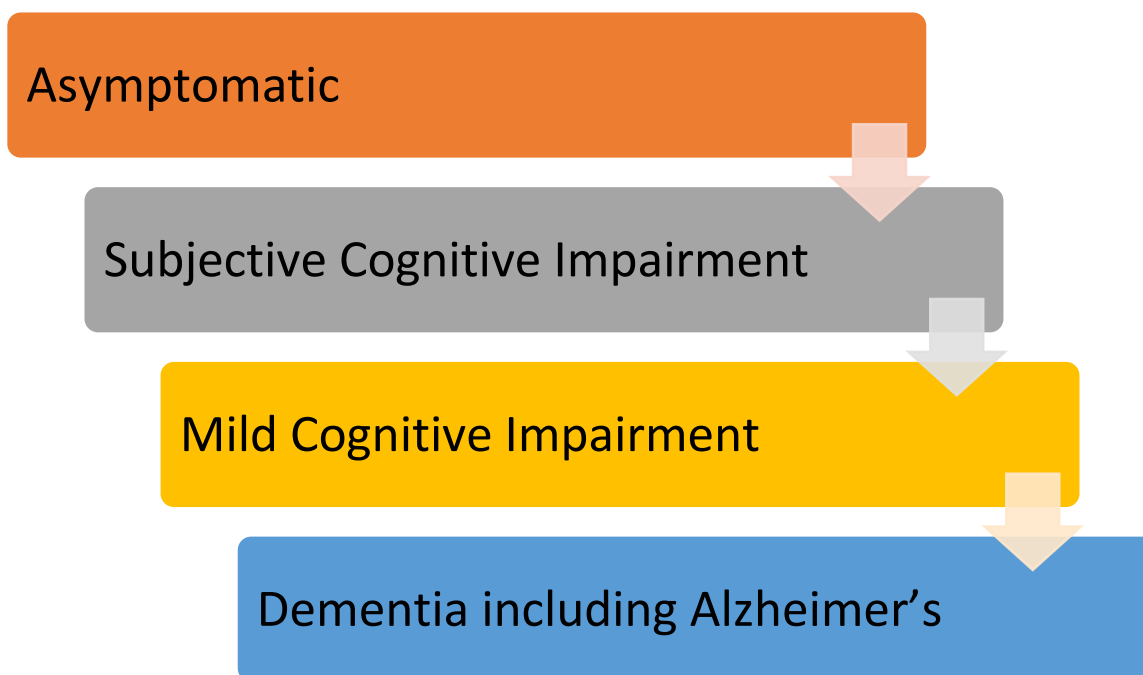 Asymptomatic
Subjective Cognitive Impairment
Mild Cognitive Impairment
Dementia including Alzheimer’s